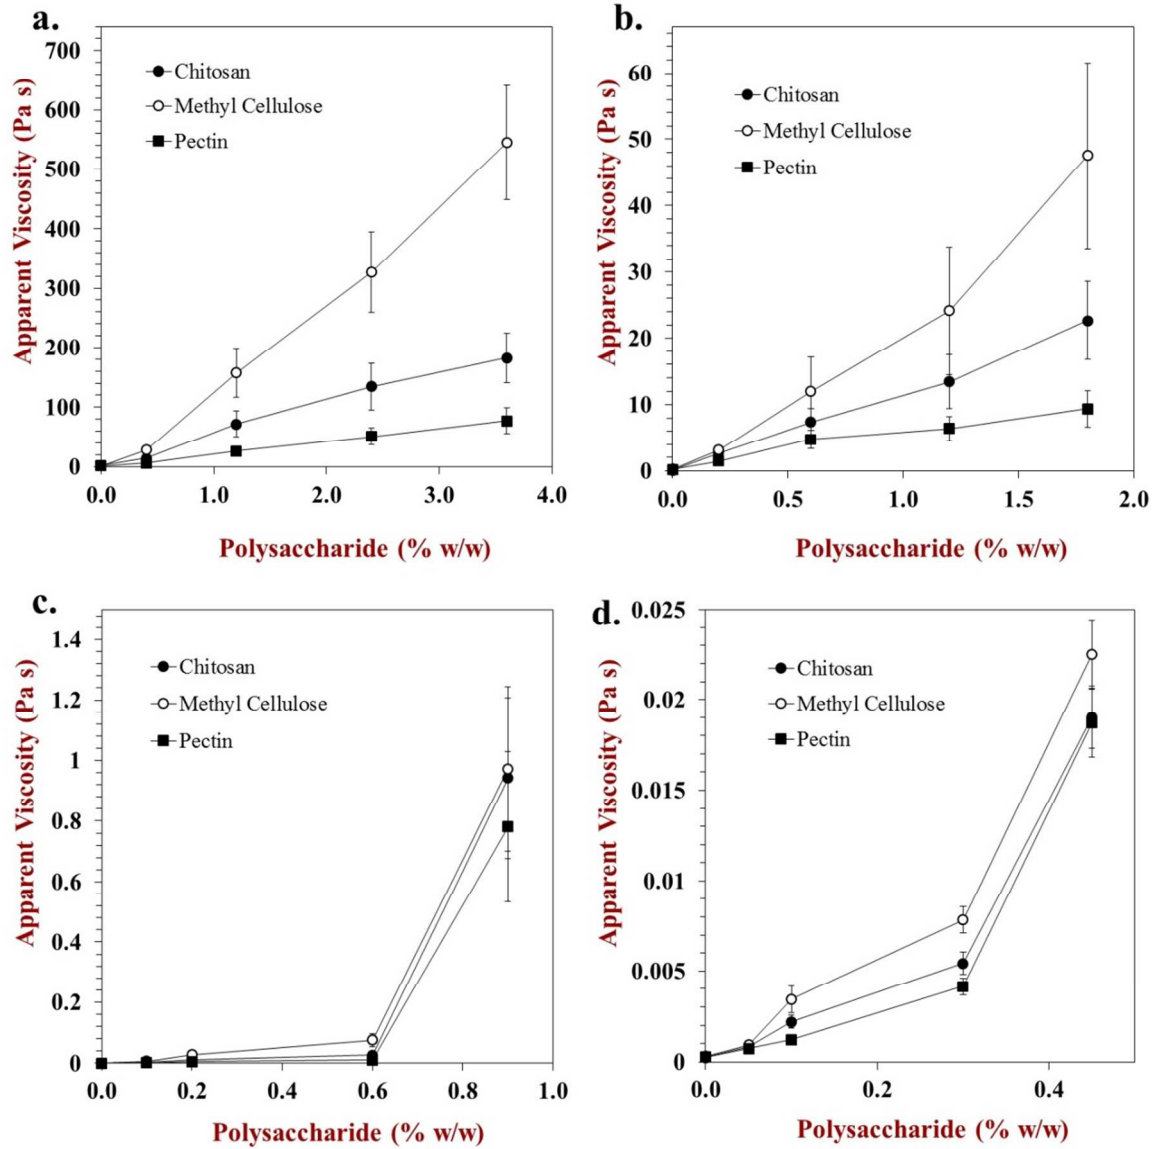 a.
Apparent Viscosity (Pa s)
700
600
500
400
300
200
100
0
Chitosan
Methyl Cellulose
Pectin
0.0 1.0 2.0 3.0 4.0
Polysaccharide (% w/w)
b.
Apparent Viscosity (Pa s)
60
50
40
30
20
10
0
Chitosan
Methyl Cellulose
Pectin
0.0 0.5 1.0 1.5 2.0
Polysaccharide (% w/w)
c.
Apparent Viscosity (Pa s)
1.4
1.2
1
0.8
0.6
0.4
0.2
0
Chitosan
Methyl Cellulose
Pectin
0.0 0.2 0.4 0.6 0.8 1.0
Polysaccharide (% w/w)
d.
Apparent Viscosity (Pa s)
0.025
0.02
0.015
0.01
0.005
0
Chitosan
Methyl Cellulose
Pectin
0.0 0.2 0.4
Polysaccharide (% w/w)